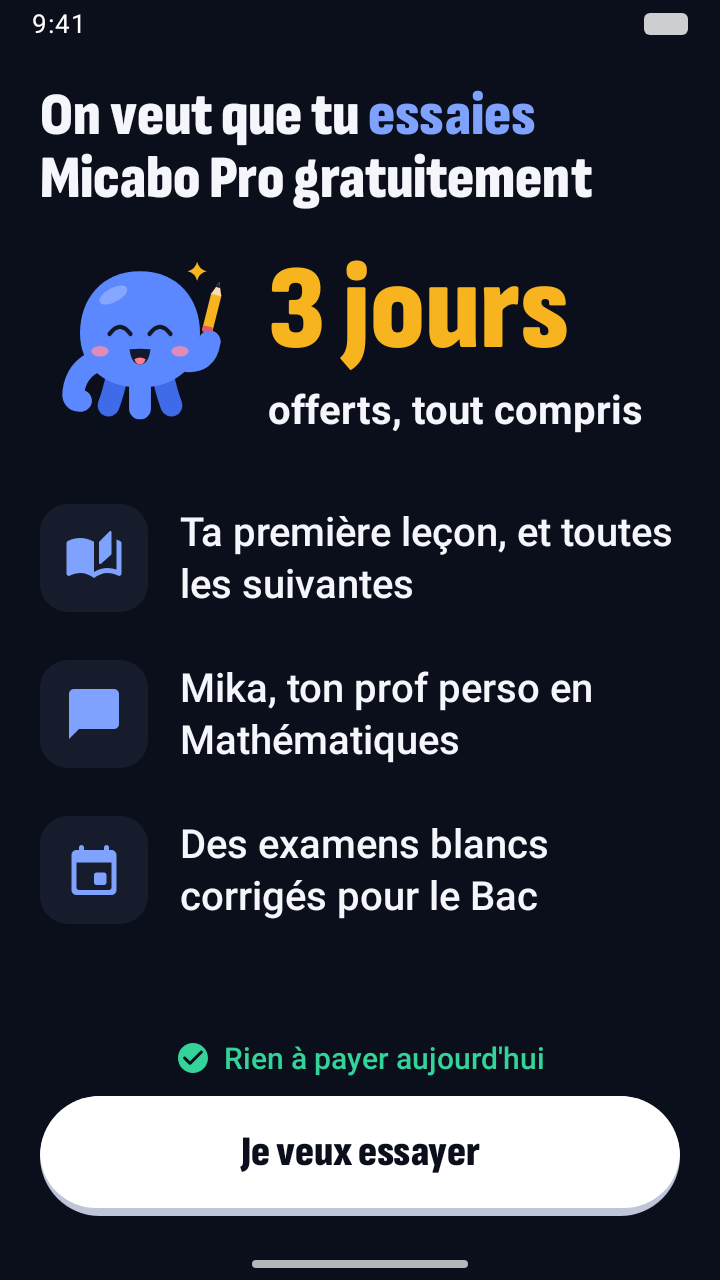 9:41
On veut que tu essaies
Micabo Pro gratuitement
3 jours
offerts, tout compris
Ta première leçon, et toutes
les suivantes
Mika, ton prof perso en
Mathématiques
Des examens blancs
corrigés pour le Bac
Rien à payer aujourd'hui
Je veux essayer